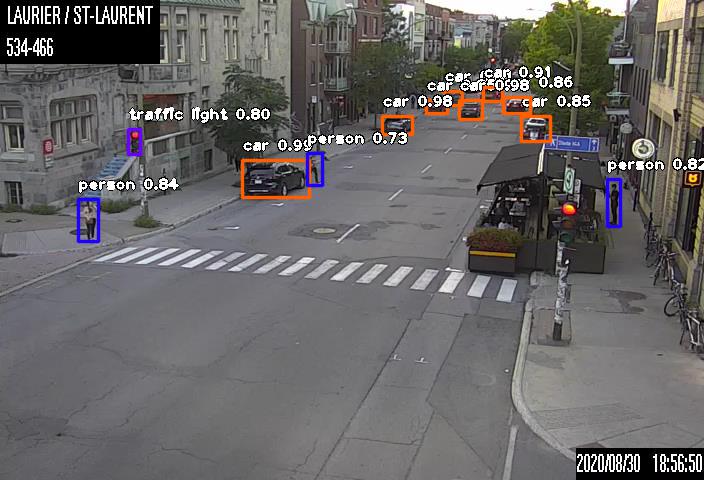 LAURIER / ST-LAURENT
534-466
car 0.91
car
0.98
0.86
car 0.98
car 0.85
traffic light 0.80
car 0.99
person 0.73
person 0.82
person 0.84
2020/08/30 18:56:50